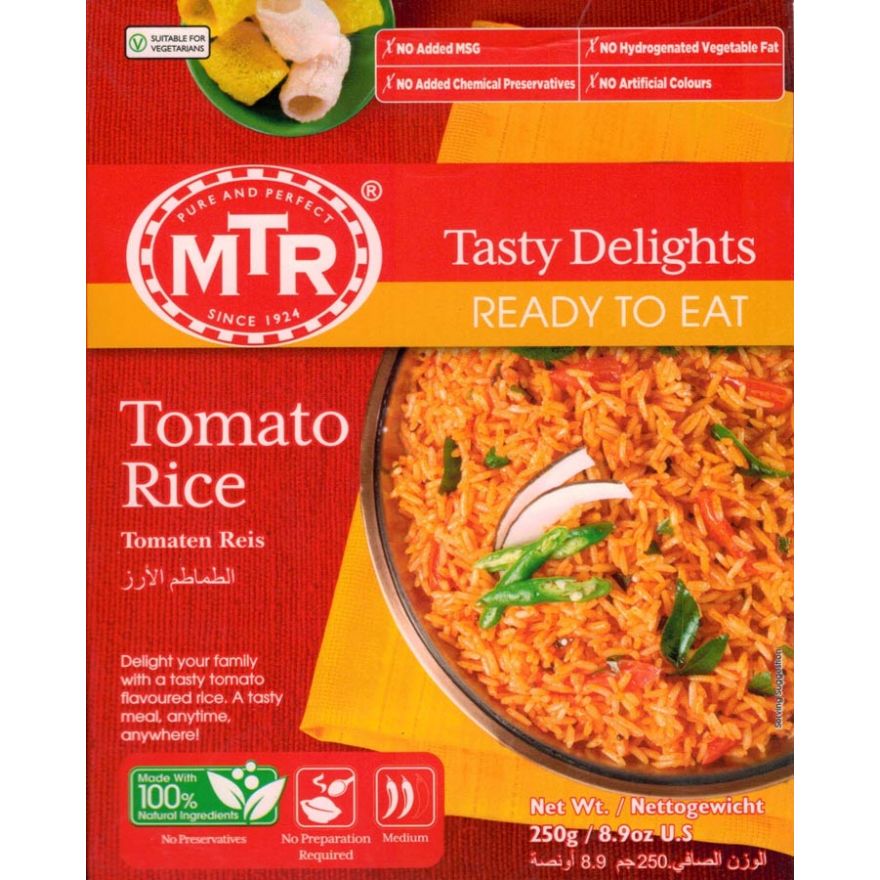 SUITABLE FOR
VEGETARIANS
NO Added MSG
NO Hydrogenated Vegetable Fat
NO Added Chemical Preservatives
NO Artificial Colours
PURE AND PERFECT
MTR
®
SINCE 1924
Tasty Delights
READY TO EAT
Tomato
Rice
Tomaten Reis
الطماطم الأرز
Delight your family
with a tasty tomato
flavoured rice. A tasty
meal, anytime,
anywhere!
Serving suggestion
Made With
100%
Natural Ingredients
No Preservatives
No Preparation
Required
Medium
Net Wt. / Nettogewicht
250g / 8.9oz U.S
الوزن الصافي.250جم 8.9 أونصة